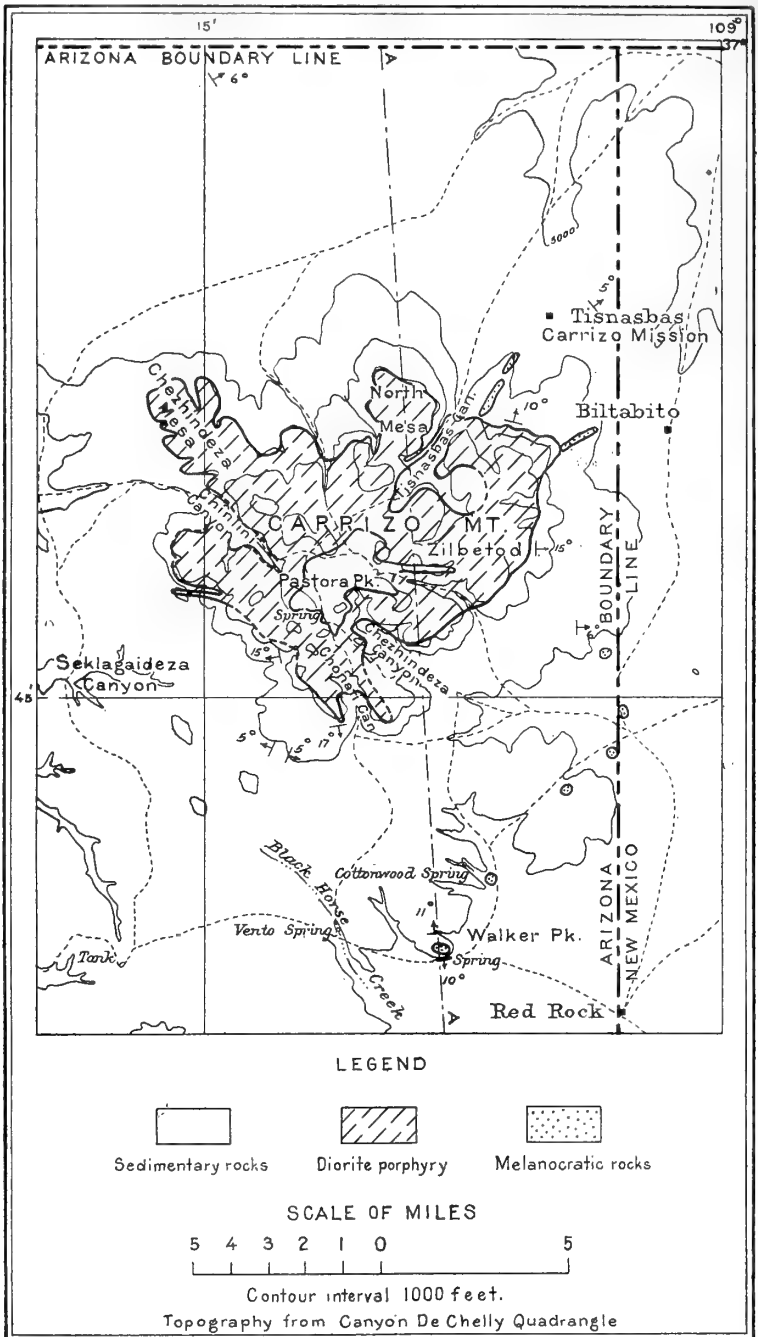 15'
109°
37°
ARIZONA BOUNDARY LINE
A
6°
5000
5°
Tisnasbas
Carrizo Mission
Chezhindeza
Mesa
North
Mesa
Tisnasbas Can.
10°
Biltabito
Chinlini
Canyon
CARRIZO MT.
Zilbetod
15°
BOUNDARY
LINE
Pastora Pk.
Spring
Chezhindeza
Canyon
15°
Seklagaideza
Canyon
45'
5°
5°
17°
Black Horse
Creek
Cottonwood Spring
11°
Vento Spring
Walker Pk.
Spring
10°
Tank
ARIZONA
NEW MEXICO
A
Red Rock
LEGEND
Sedimentary rocks
Diorite porphyry
Melanocratic rocks
SCALE OF MILES
5 4 3 2 1 0 5
Contour interval 1000 feet.
Topography from Canyon De Chelly Quadrangle